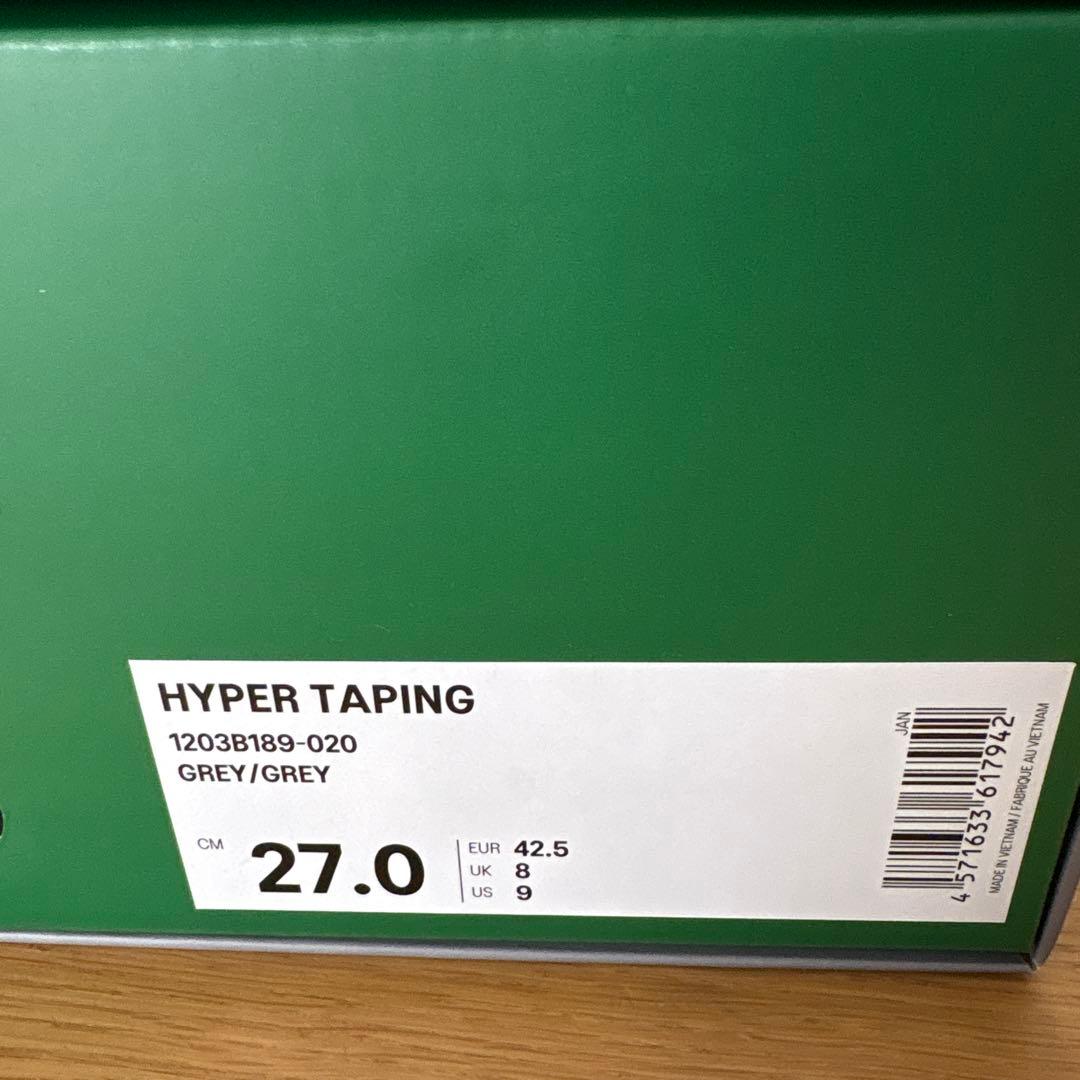 HYPER TAPING
1203B189-020
GREY/GREY
CM 27.0
EUR 42.5
UK 8
US 9
JAN
4 571633 617942
MADE IN VIETNAM / FABRIQUE AU VIETNAM